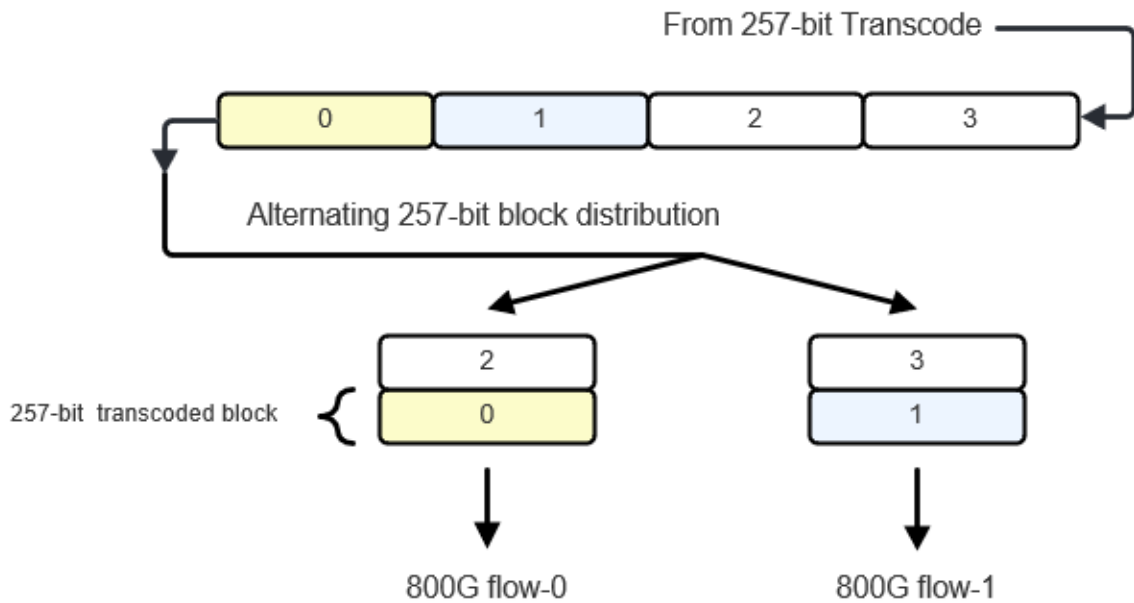 From 257-bit Transcode
0 1 2 3
Alternating 257-bit block distribution
2 3
257-bit transcoded block 0 1
800G flow-0 800G flow-1